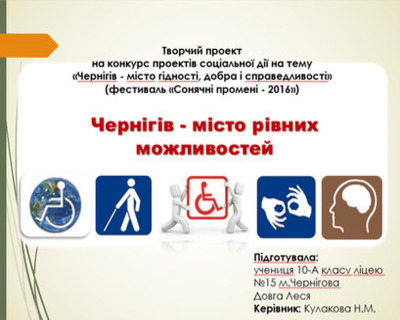 Творчий проект
на конкурс проектів соціальної дії на тему
«Чернігів - місто гідності, добра і справедливості»
(фестиваль «Сонячні промені - 2016»)
Чернігів - місто рівних
можливостей
Підготувала:
учениця 10-А класу ліцею
№15 м.Чернігова
Довга Леся
Керівник: Кулакова Н.М.